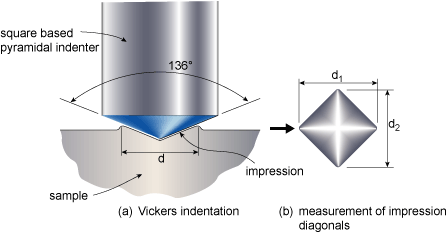 square based
pyramidal indenter
136°
d₁
d₂
d
impression
sample
(a) Vickers indentation
(b) measurement of impression
diagonals